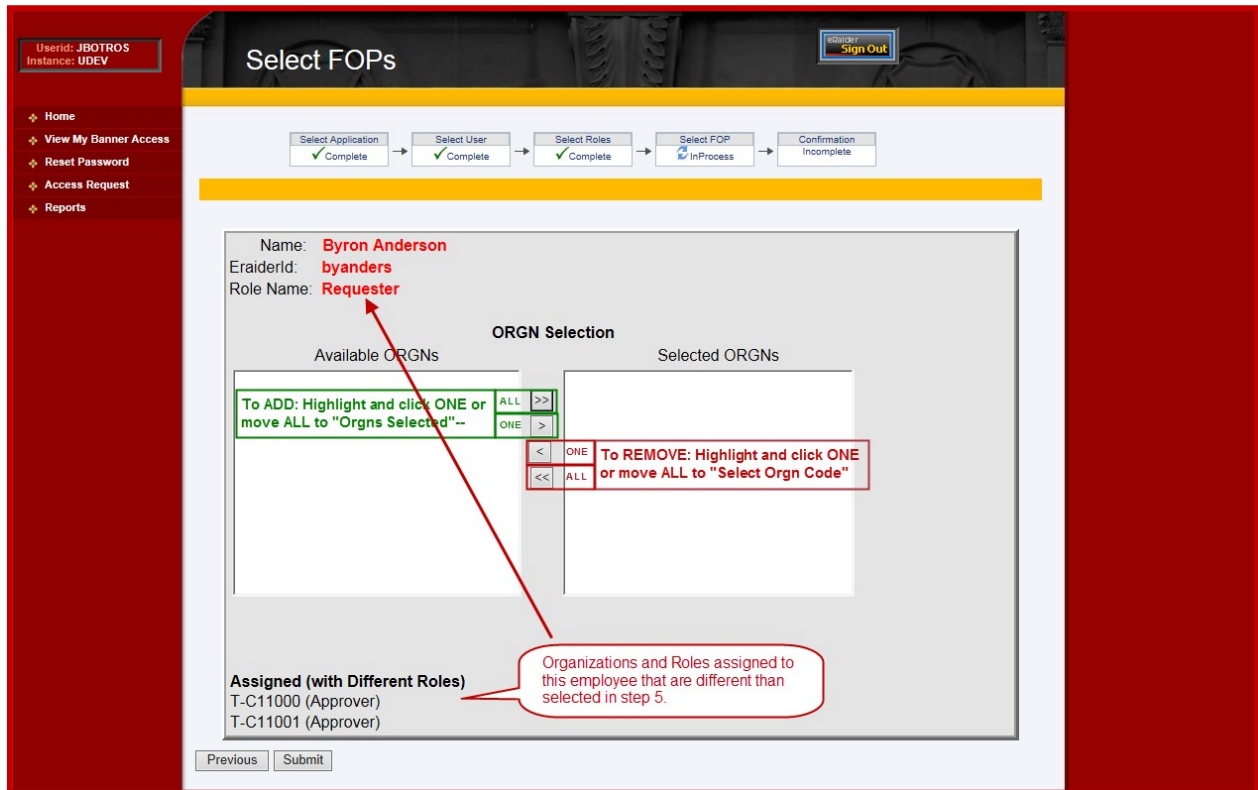 Userid: JBOTROS
Instance: UDEV
Select FOPs
eRaider
Sign Out
Home
View My Banner Access
Reset Password
Access Request
Reports
Select Application
Complete
Select User
Complete
Select Roles
Complete
Select FOP
InProcess
Confirmation
Incomplete
Name: Byron Anderson
EraiderId: byanders
Role Name: Requester
ORGN Selection
Available ORGNs
Selected ORGNs
To ADD: Highlight and click ONE or
move ALL to "Orgns Selected"--
ALL >>
ONE >
< ONE
<< ALL
To REMOVE: Highlight and click ONE
or move ALL to "Select Orgn Code"
Organizations and Roles assigned to
this employee that are different than
selected in step 5.
Assigned (with Different Roles)
T-C11000 (Approver)
T-C11001 (Approver)
Previous
Submit